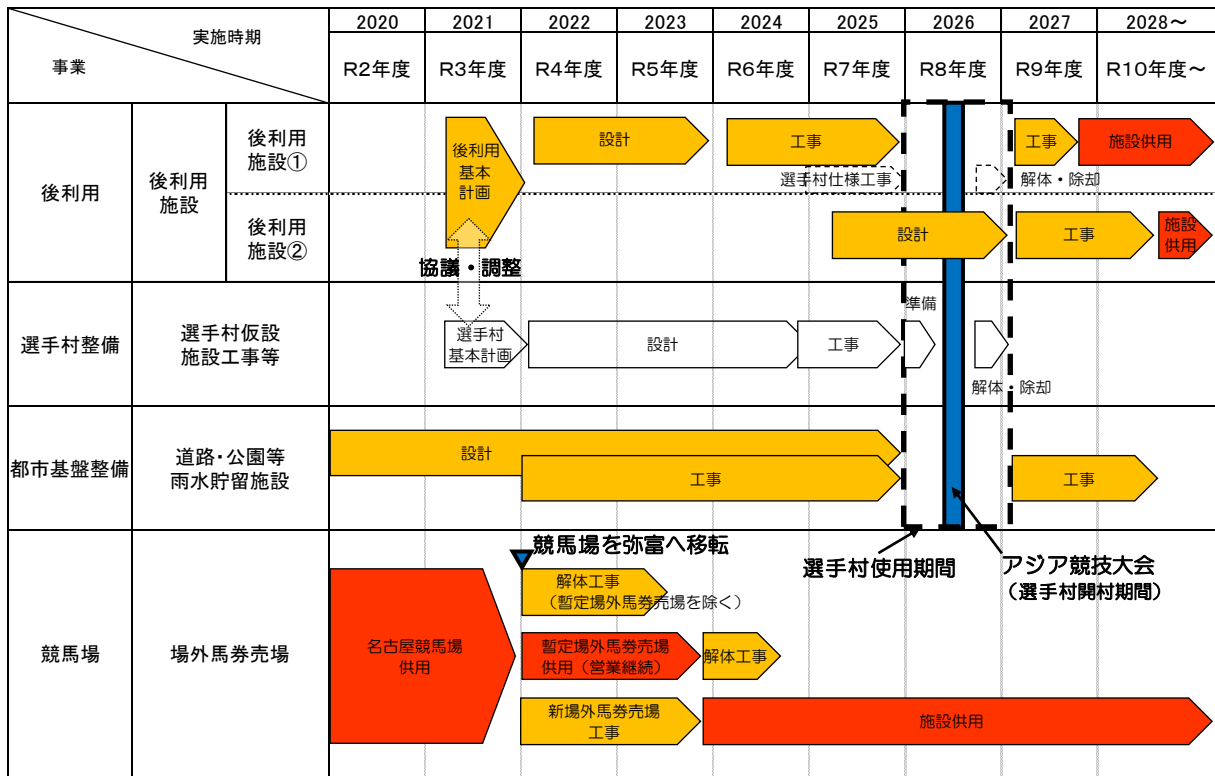 実施時期
事業
2020
2021
2022
2023
2024
2025
2026
2027
2028～
R2年度
R3年度
R4年度
R5年度
R6年度
R7年度
R8年度
R9年度
R10年度～
後利用
後利用
施設
後利用
施設①
後利用
基本
計画
設計
工事
選手村仕様工事
工事
施設供用
解体・除却
後利用
施設②
設計
工事
施設
供用
協議・調整
選手村整備
選手村仮設
施設工事等
選手村
基本計画
設計
工事
準備
解体・除却
都市基盤整備
道路・公園等
雨水貯留施設
設計
工事
工事
選手村使用期間
アジア競技大会
（選手村開村期間）
競馬場
場外馬券売場
競馬場を弥富へ移転
名古屋競馬場
供用
解体工事
（暫定場外馬券売場を除く）
暫定場外馬券売場
供用（営業継続）
解体工事
新場外馬券売場
工事
施設供用